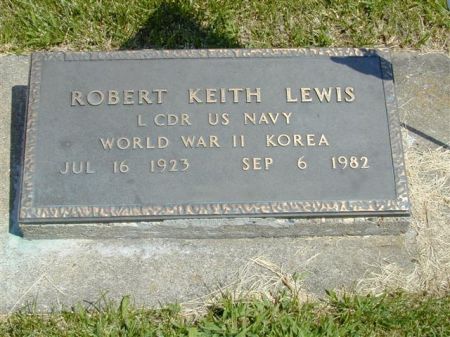 ROBERT KEITH LEWIS
L CDR US NAVY
WORLD WAR II KOREA
JUL 16 1923 SEP 6 1982